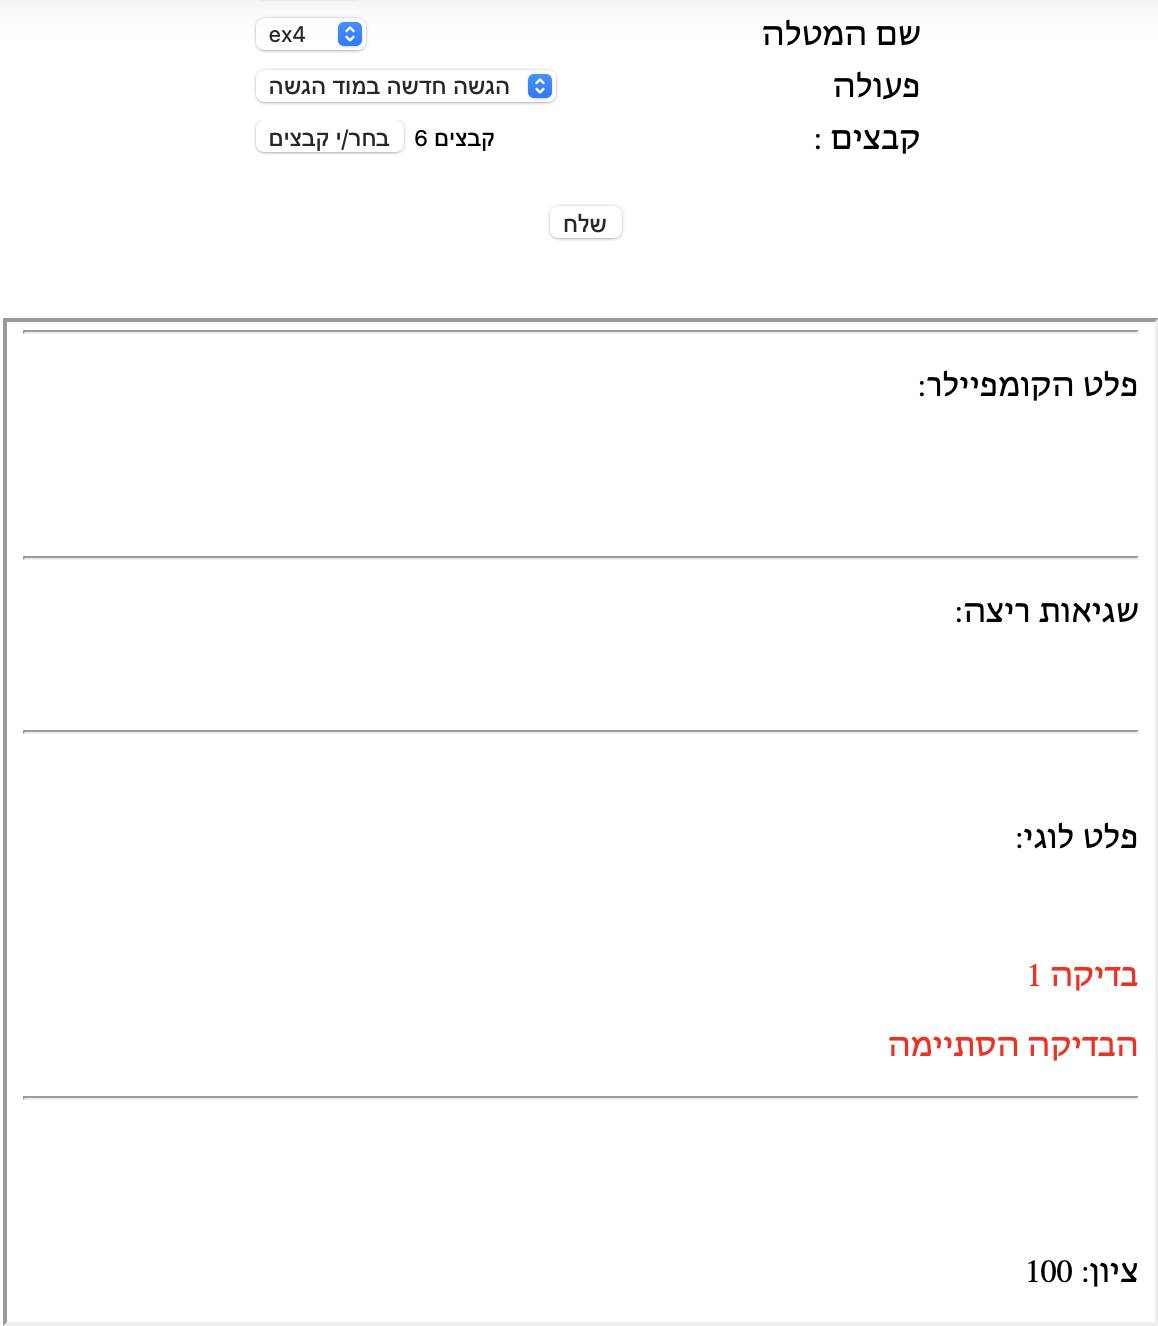 שם המטלה ex4
פעולה הגשה חדשה במוד הגשה
קבצים : בחר/י קבצים 6 קבצים
שלח
פלט הקומפיילר:
שגיאות ריצה:
פלט לוגי:
בדיקה 1
הבדיקה הסתיימה
ציון: 100